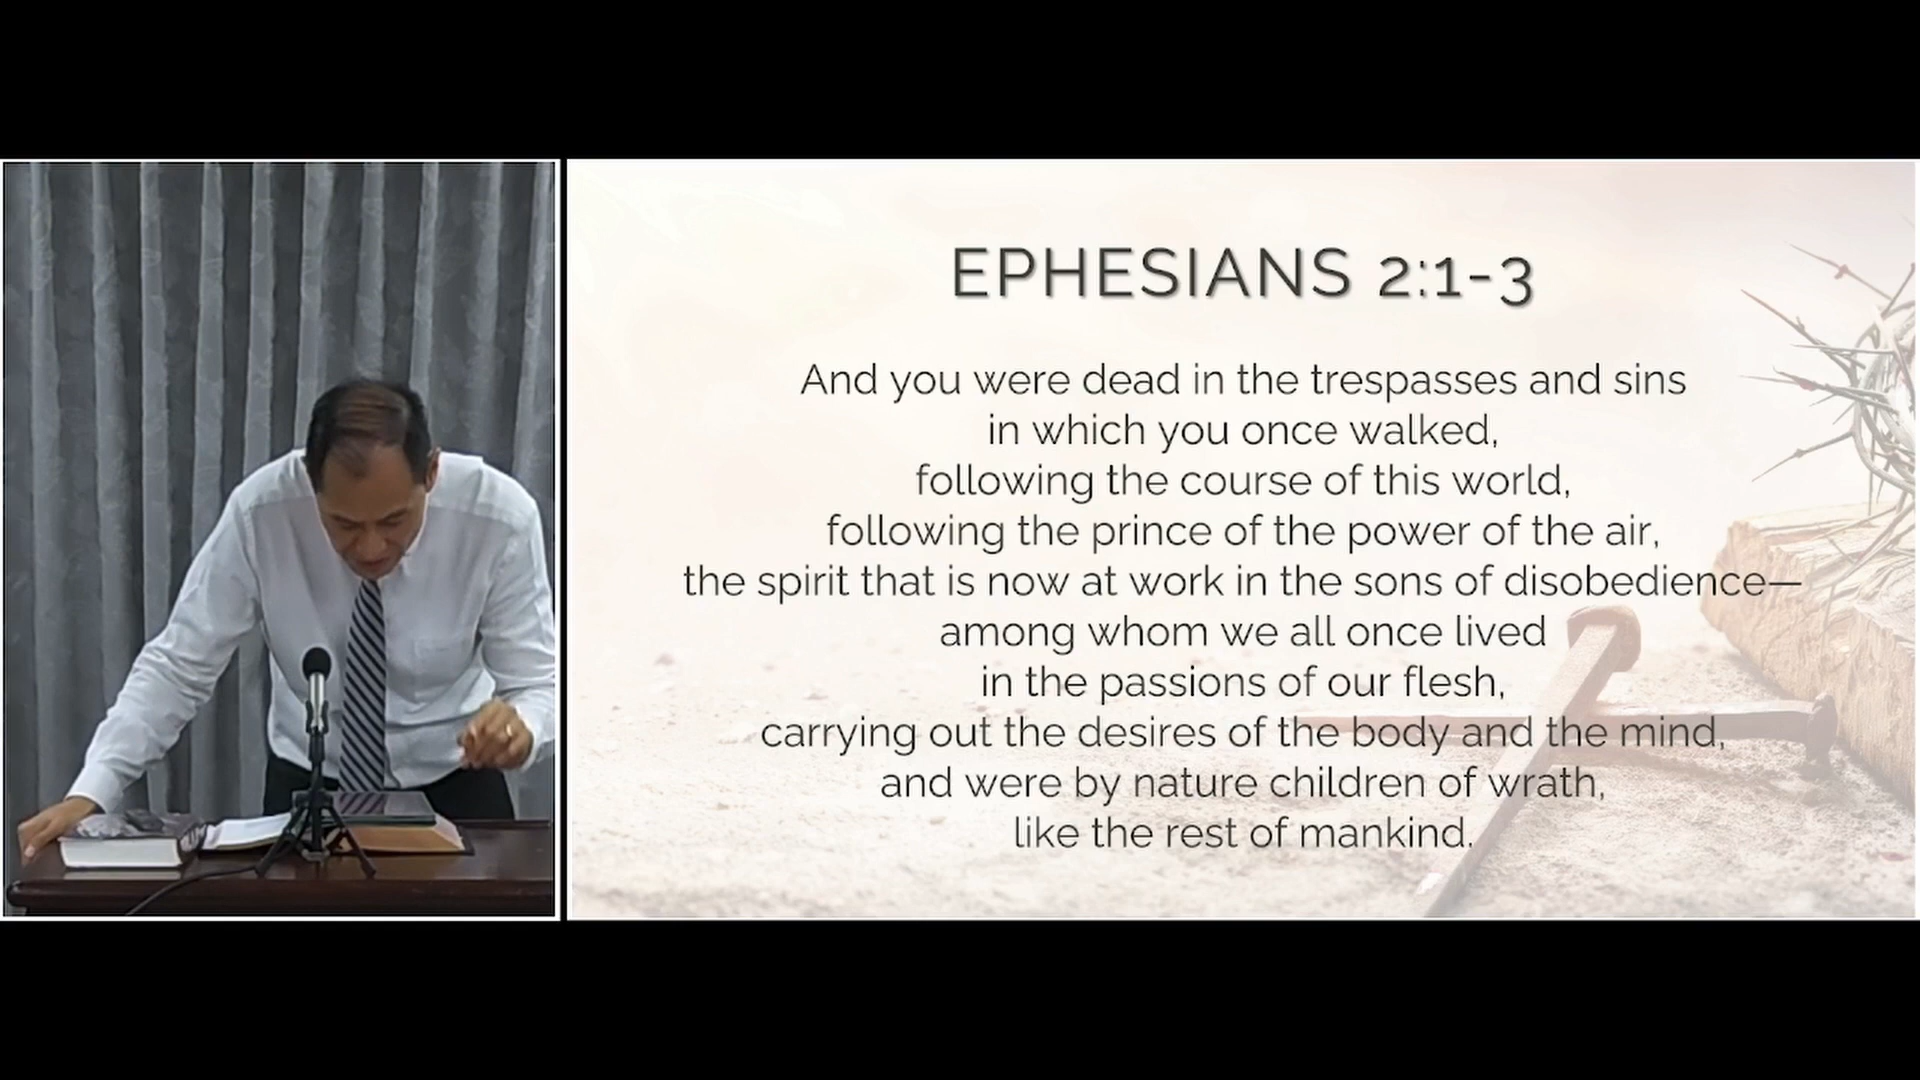 EPHESIANS 2:1-3
And you were dead in the trespasses and sins
in which you once walked,
following the course of this world,
following the prince of the power of the air,
the spirit that is now at work in the sons of disobedience—
among whom we all once lived
in the passions of our flesh,
carrying out the desires of the body and the mind,
and were by nature children of wrath,
like the rest of mankind.